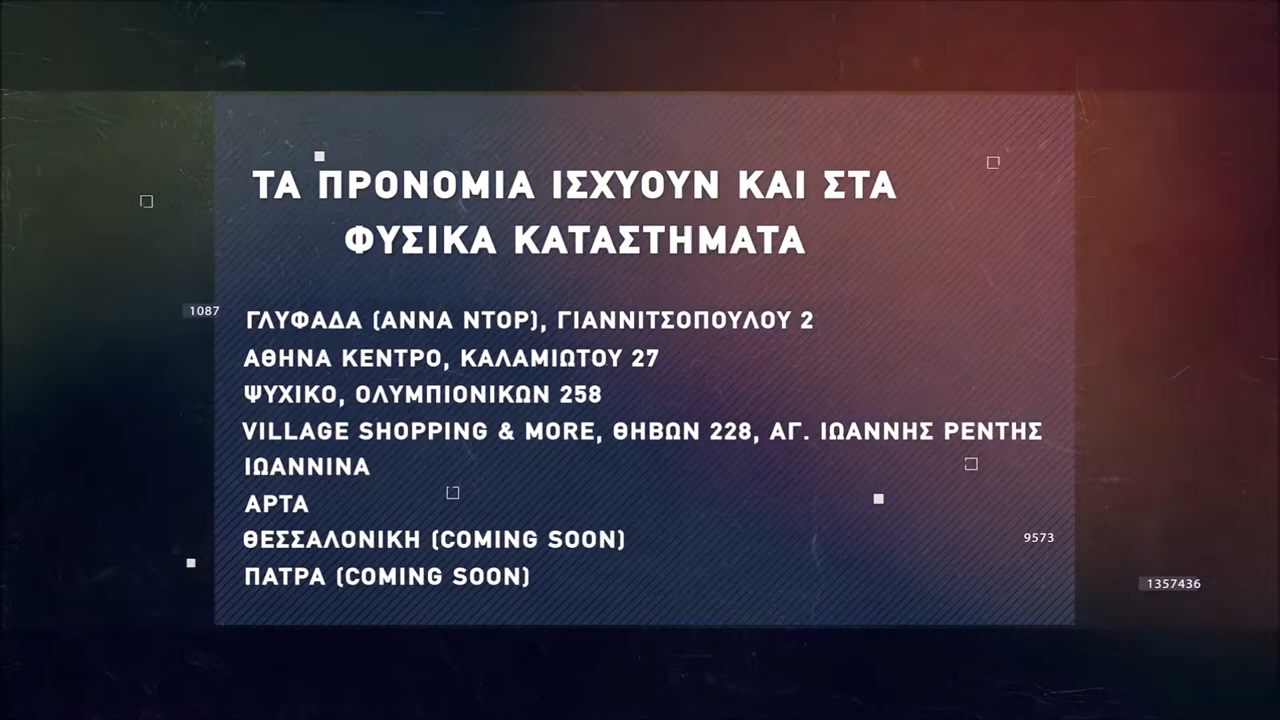 ΤΑ ΠΡΟΝΟΜΙΑ ΙΣΧΥΟΥΝ ΚΑΙ ΣΤΑ
ΦΥΣΙΚΑ ΚΑΤΑΣΤΗΜΑΤΑ
1087
ΓΛΥΦΑΔΑ (ΑΝΝΑ ΝΤΟΡ), ΓΙΑΝΝΙΤΣΟΠΟΥΛΟΥ 2
ΑΘΗΝΑ ΚΕΝΤΡΟ, ΚΑΛΑΜΙΩΤΟΥ 27
ΨΥΧΙΚΟ, ΟΛΥΜΠΙΟΝΙΚΩΝ 258
VILLAGE SHOPPING & MORE, ΘΗΒΩΝ 228, ΑΓ. ΙΩΑΝΝΗΣ ΡΕΝΤΗΣ
ΙΩΑΝΝΙΝΑ
ΑΡΤΑ
ΘΕΣΣΑΛΟΝΙΚΗ (COMING SOON)
9573
ΠΑΤΡΑ (COMING SOON)
1357436